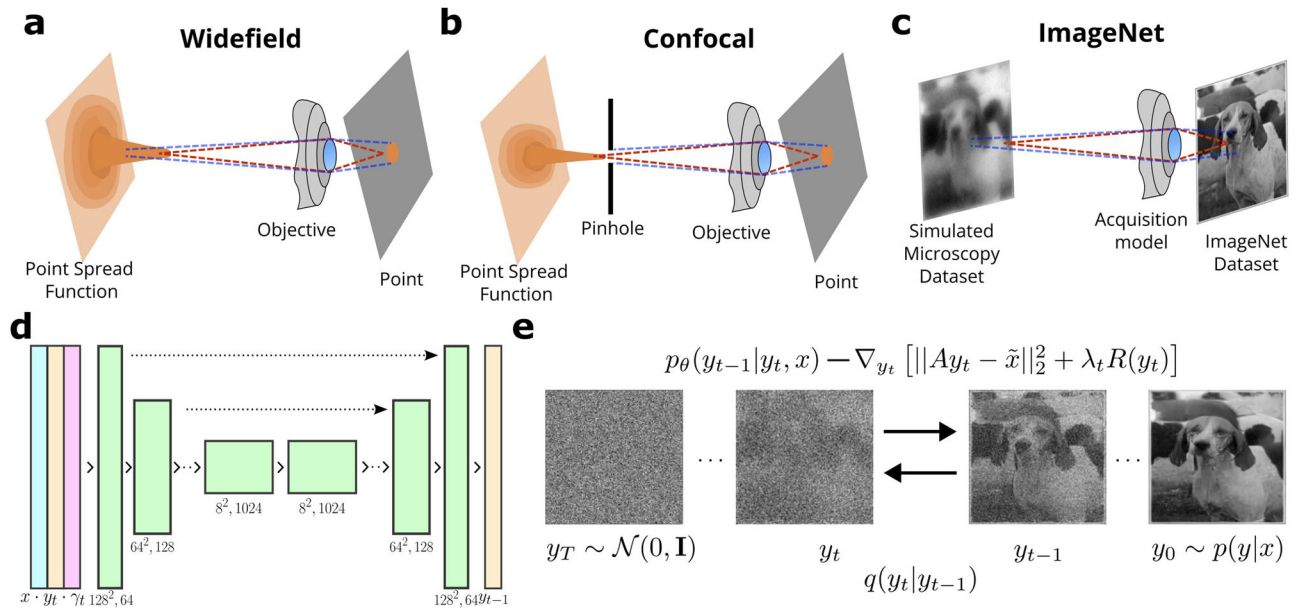 a
Widefield
Objective
Point Spread
Function
Point
b
Confocal
Pinhole
Objective
Point Spread
Function
Point
c
ImageNet
Simulated
Microscopy
Dataset
Acquisition
model
ImageNet
Dataset
d
8², 1024
8², 1024
64², 128
64², 128
x · y_t · γ_t
128², 64
128², 64
y_{t−1}
e
p_θ(y_{t−1}|y_t, x) − ∇_{y_t} [||Ay_t − x̃||₂² + λ_t R(y_t)]
...
...
y_T ∼ 𝒩(0, 𝐈)
y_t
y_{t−1}
y_0 ∼ p(y|x)
q(y_t|y_{t−1})